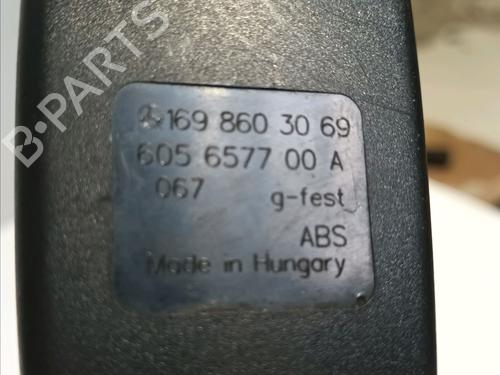 B-PARTS
169 860 30 69
605 6577 00 A
067 g-fest
ABS
Made in Hungary